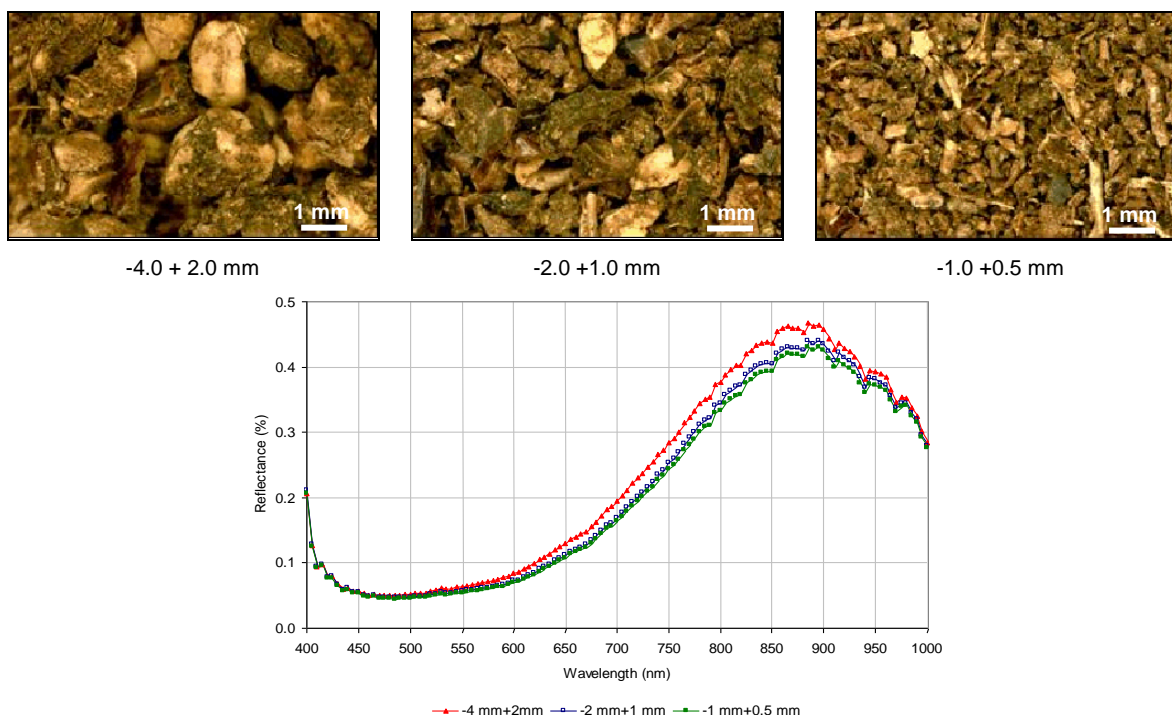 1 mm 1 mm 1 mm
-4.0 + 2.0 mm -2.0 +1.0 mm -1.0 +0.5 mm
0.5
0.4
0.3
0.2
0.1
0.0
Reflectance (%)
400 450 500 550 600 650 700 750 800 850 900 950 1000
Wavelength (nm)
-4 mm+2mm -2 mm+1 mm -1 mm+0.5 mm